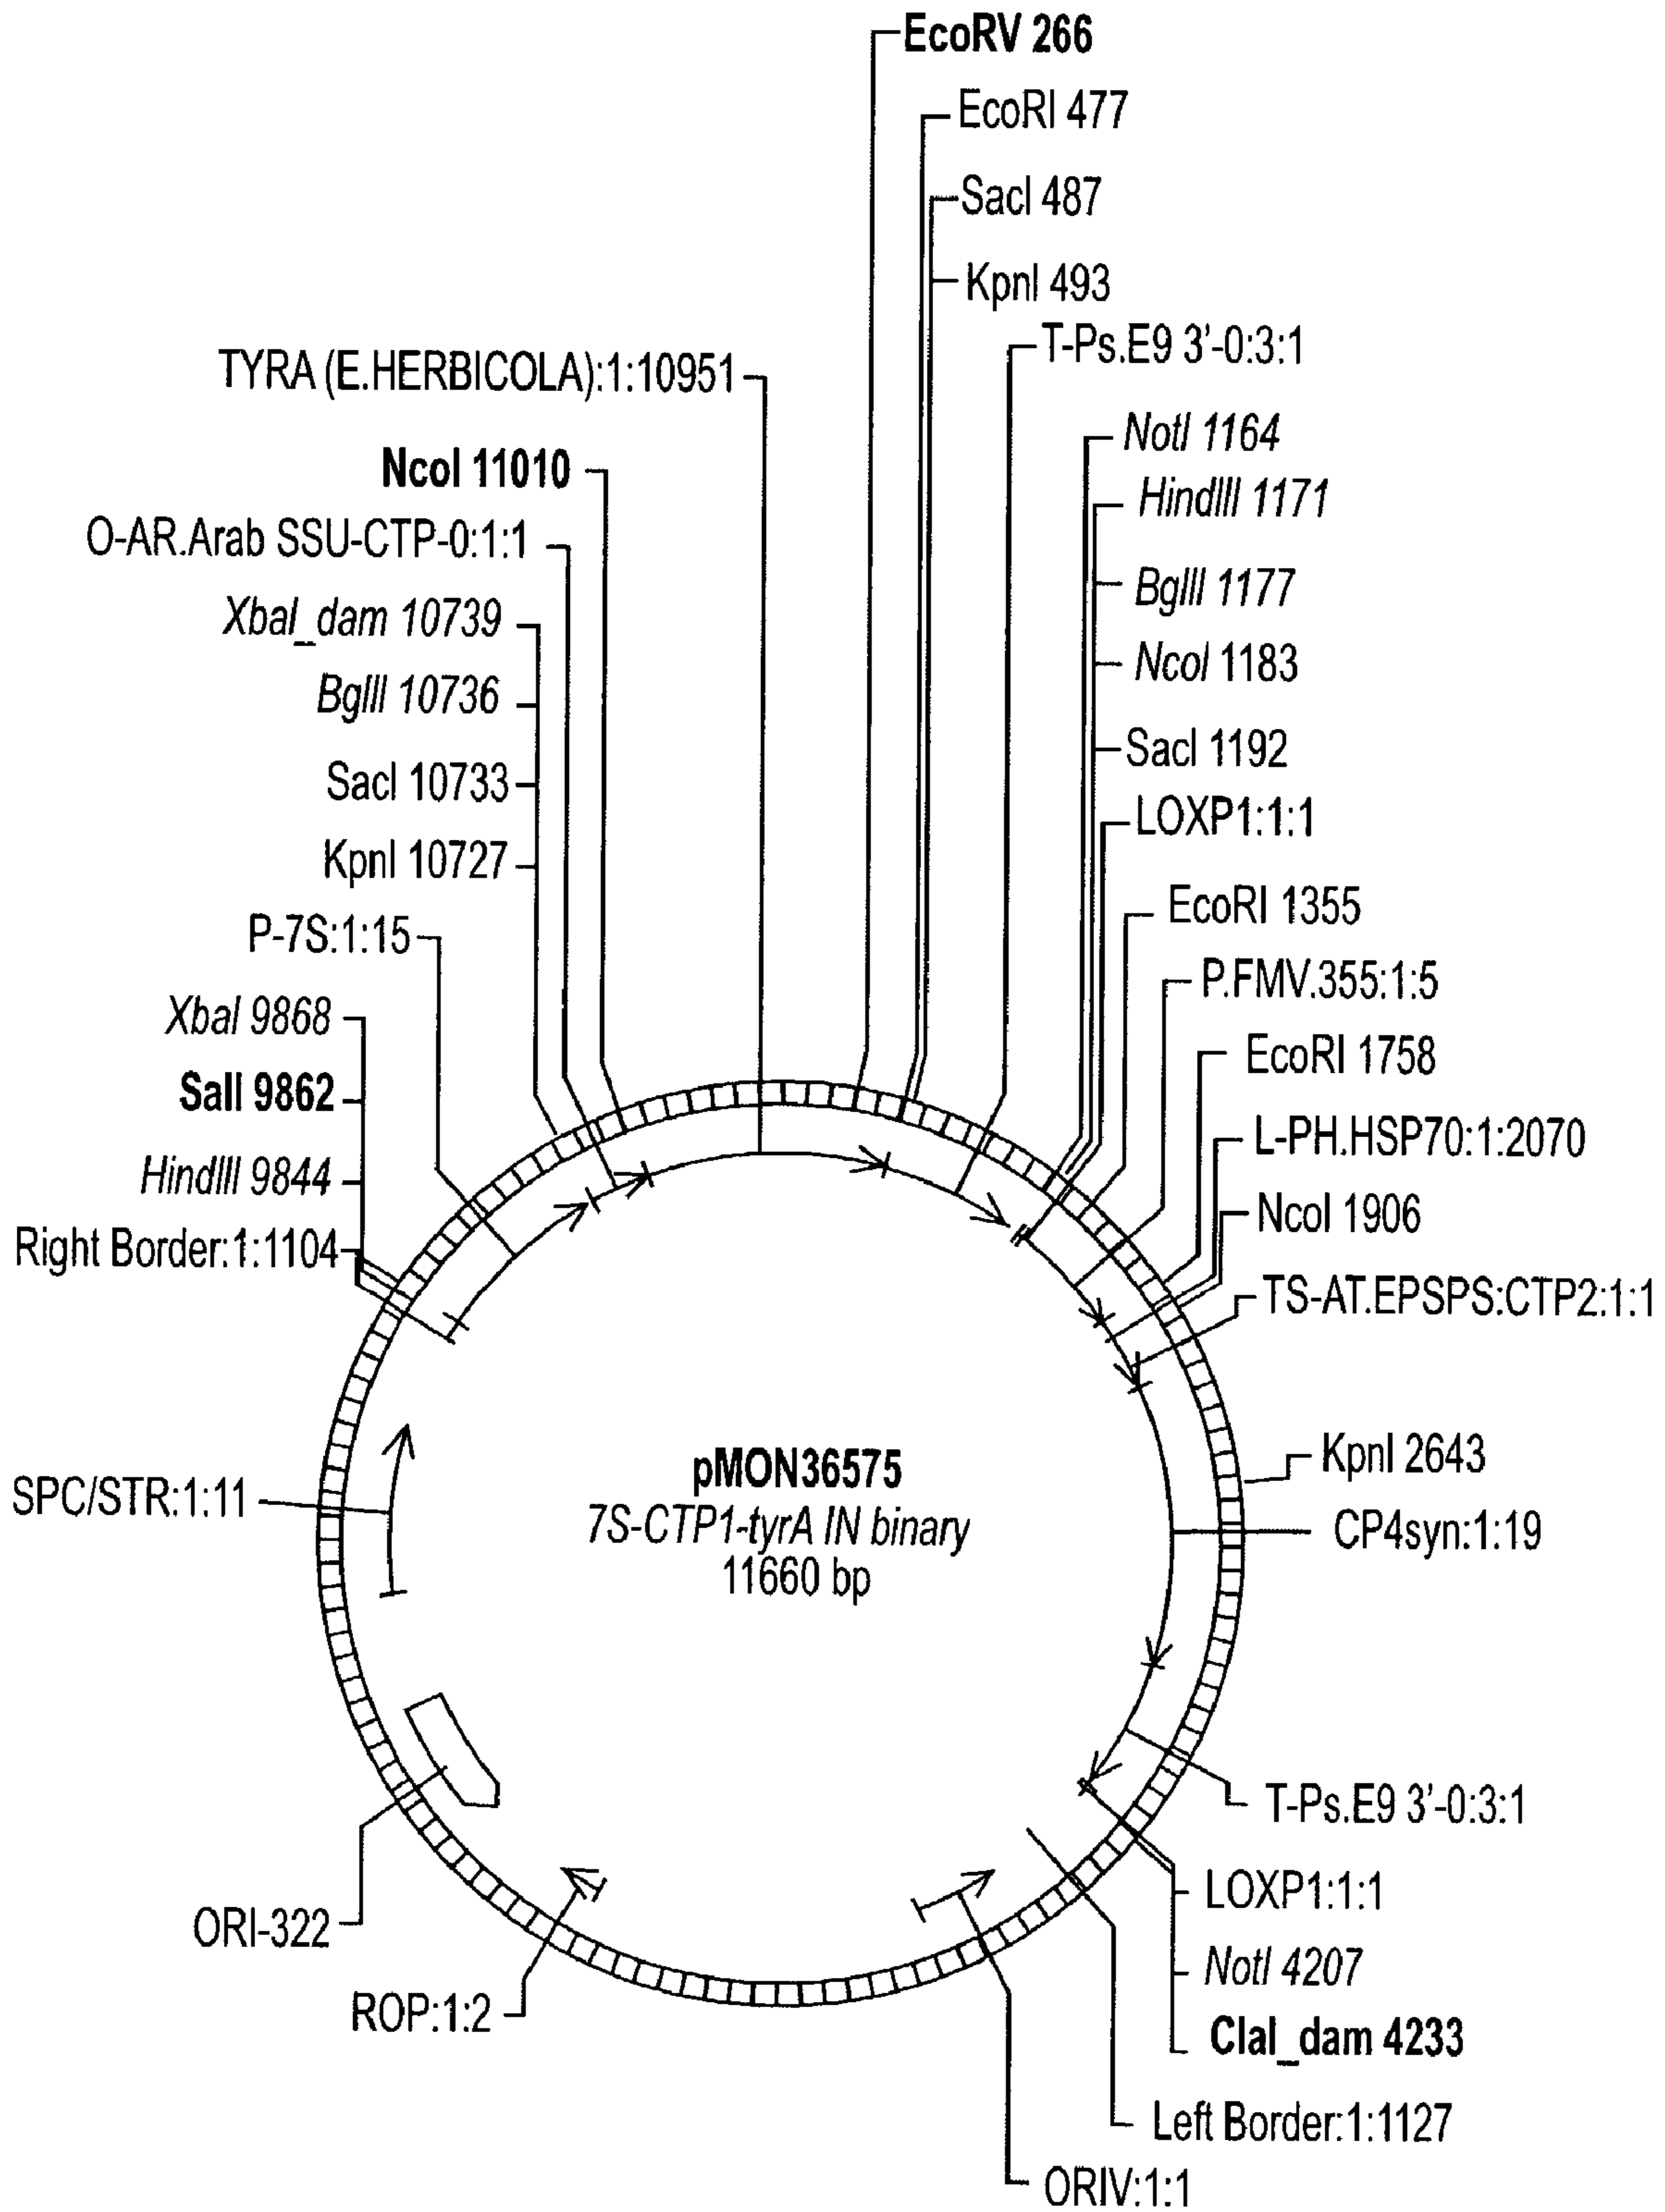 EcoRV 266
EcoRI 477
SacI 487
KpnI 493
T-Ps.E9 3'-0:3:1
TYRA (E.HERBICOLA):1:10951
NotI 1164
NcoI 11010
HindIII 1171
O-AR.Arab SSU-CTP-0:1:1
BglII 1177
XbaI_dam 10739
NcoI 1183
BglII 10736
SacI 1192
SacI 10733
LOXP1:1:1
KpnI 10727
EcoRI 1355
P-7S:1:15
P.FMV.355:1:5
XbaI 9868
EcoRI 1758
SalI 9862
L-PH.HSP70:1:2070
HindIII 9844
NcoI 1906
Right Border:1:1104
TS-AT.EPSPS:CTP2:1:1
KpnI 2643
pMON36575
SPC/STR:1:11
7S-CTP1-tyrA IN binary
CP4syn:1:19
11660 bp
T-Ps.E9 3'-0:3:1
LOXP1:1:1
ORI-322
NotI 4207
ROP:1:2
ClaI_dam 4233
Left Border:1:1127
ORIV:1:1